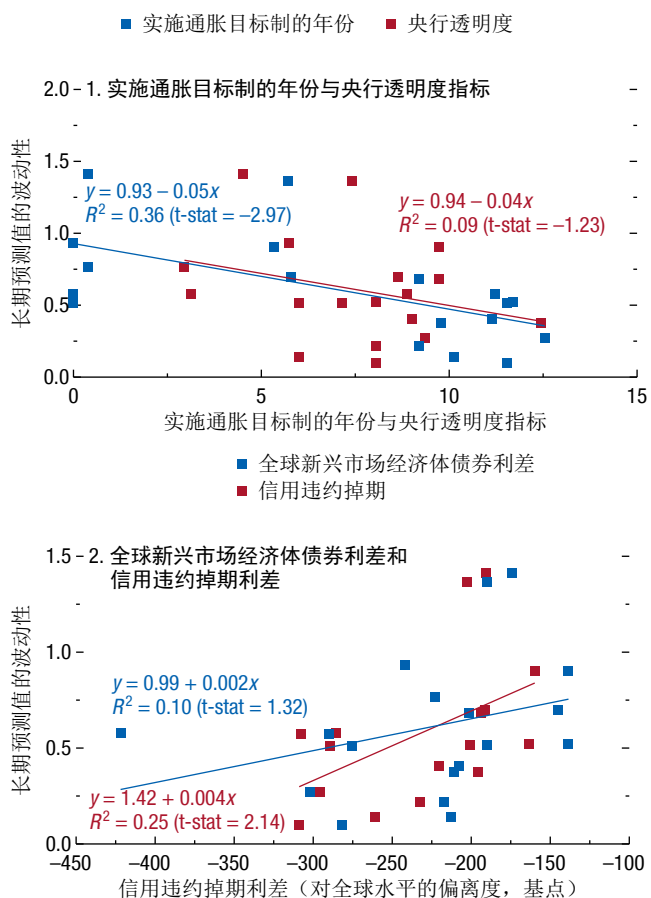 实施通胀目标制的年份 央行透明度
2.0 1. 实施通胀目标制的年份与央行透明度指标
长期预测值的波动性
1.5
y = 0.93 – 0.05x
R² = 0.36 (t-stat = –2.97)
y = 0.94 – 0.04x
R² = 0.09 (t-stat = –1.23)
1.0
0.5
0.0
0 5 10 15
实施通胀目标制的年份与央行透明度指标
全球新兴市场经济体债券利差
信用违约掉期
1.5 2. 全球新兴市场经济体债券利差和
信用违约掉期利差
长期预测值的波动性
1.0
y = 0.99 + 0.002x
R² = 0.10 (t-stat = 1.32)
0.5
y = 1.42 + 0.004x
R² = 0.25 (t-stat = 2.14)
0.0
–450 –400 –350 –300 –250 –200 –150 –100
信用违约掉期利差（对全球水平的偏离度，基点）